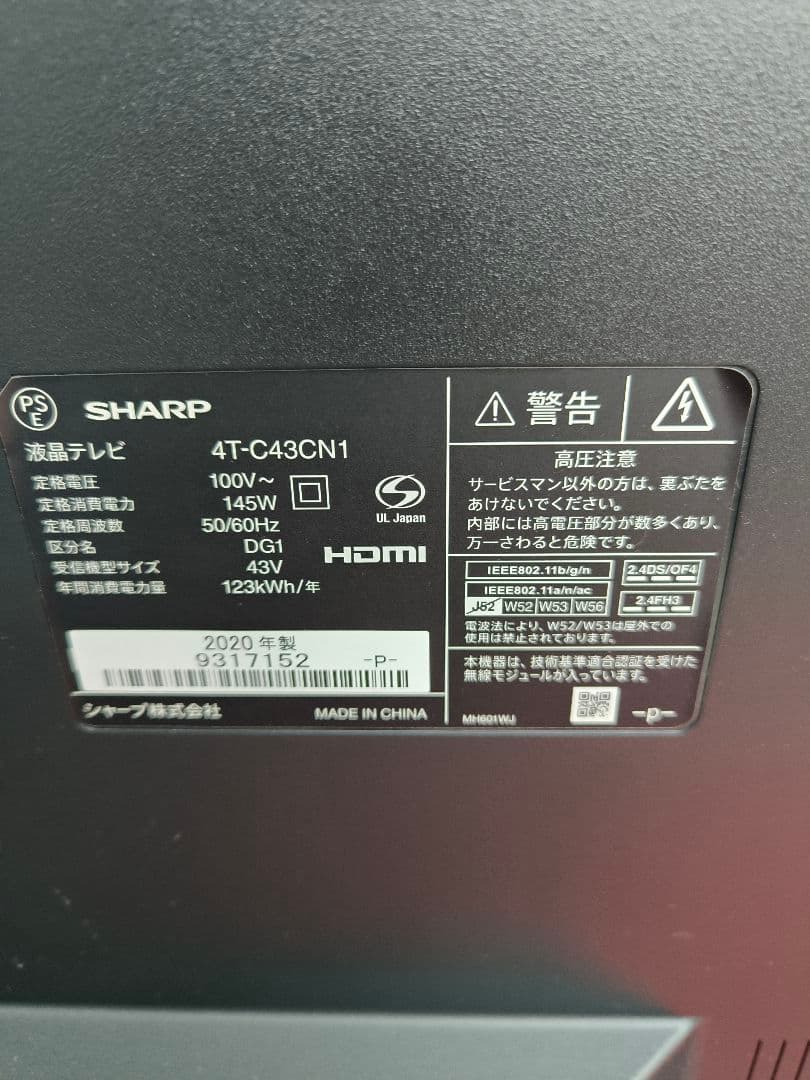 PS
E
SHARP
液晶テレビ 4T-C43CN1
定格電圧 100V～
定格消費電力 145W
定格周波数 50/60Hz
区分名 DG1
受信機型サイズ 43V
年間消費電力量 123kWh/年
UL Japan
HDMI
2020 年製
9317152 -P-
シャープ株式会社 MADE IN CHINA
警告
高圧注意
サービスマン以外の方は、裏ぶたを
あけないでください。
内部には高電圧部分が数多くあり、
万一さわると危険です。
IEEE802.11b/g/n 2.4DS/OF4
IEEE802.11a/n/ac
J52 W52 W53 W56 2.4FH3
電波法により、W52/W53は屋外での
使用は禁止されております。
本機器は、技術基準適合認証を受けた
無線モジュールが入っています。
MH601WJ -p-